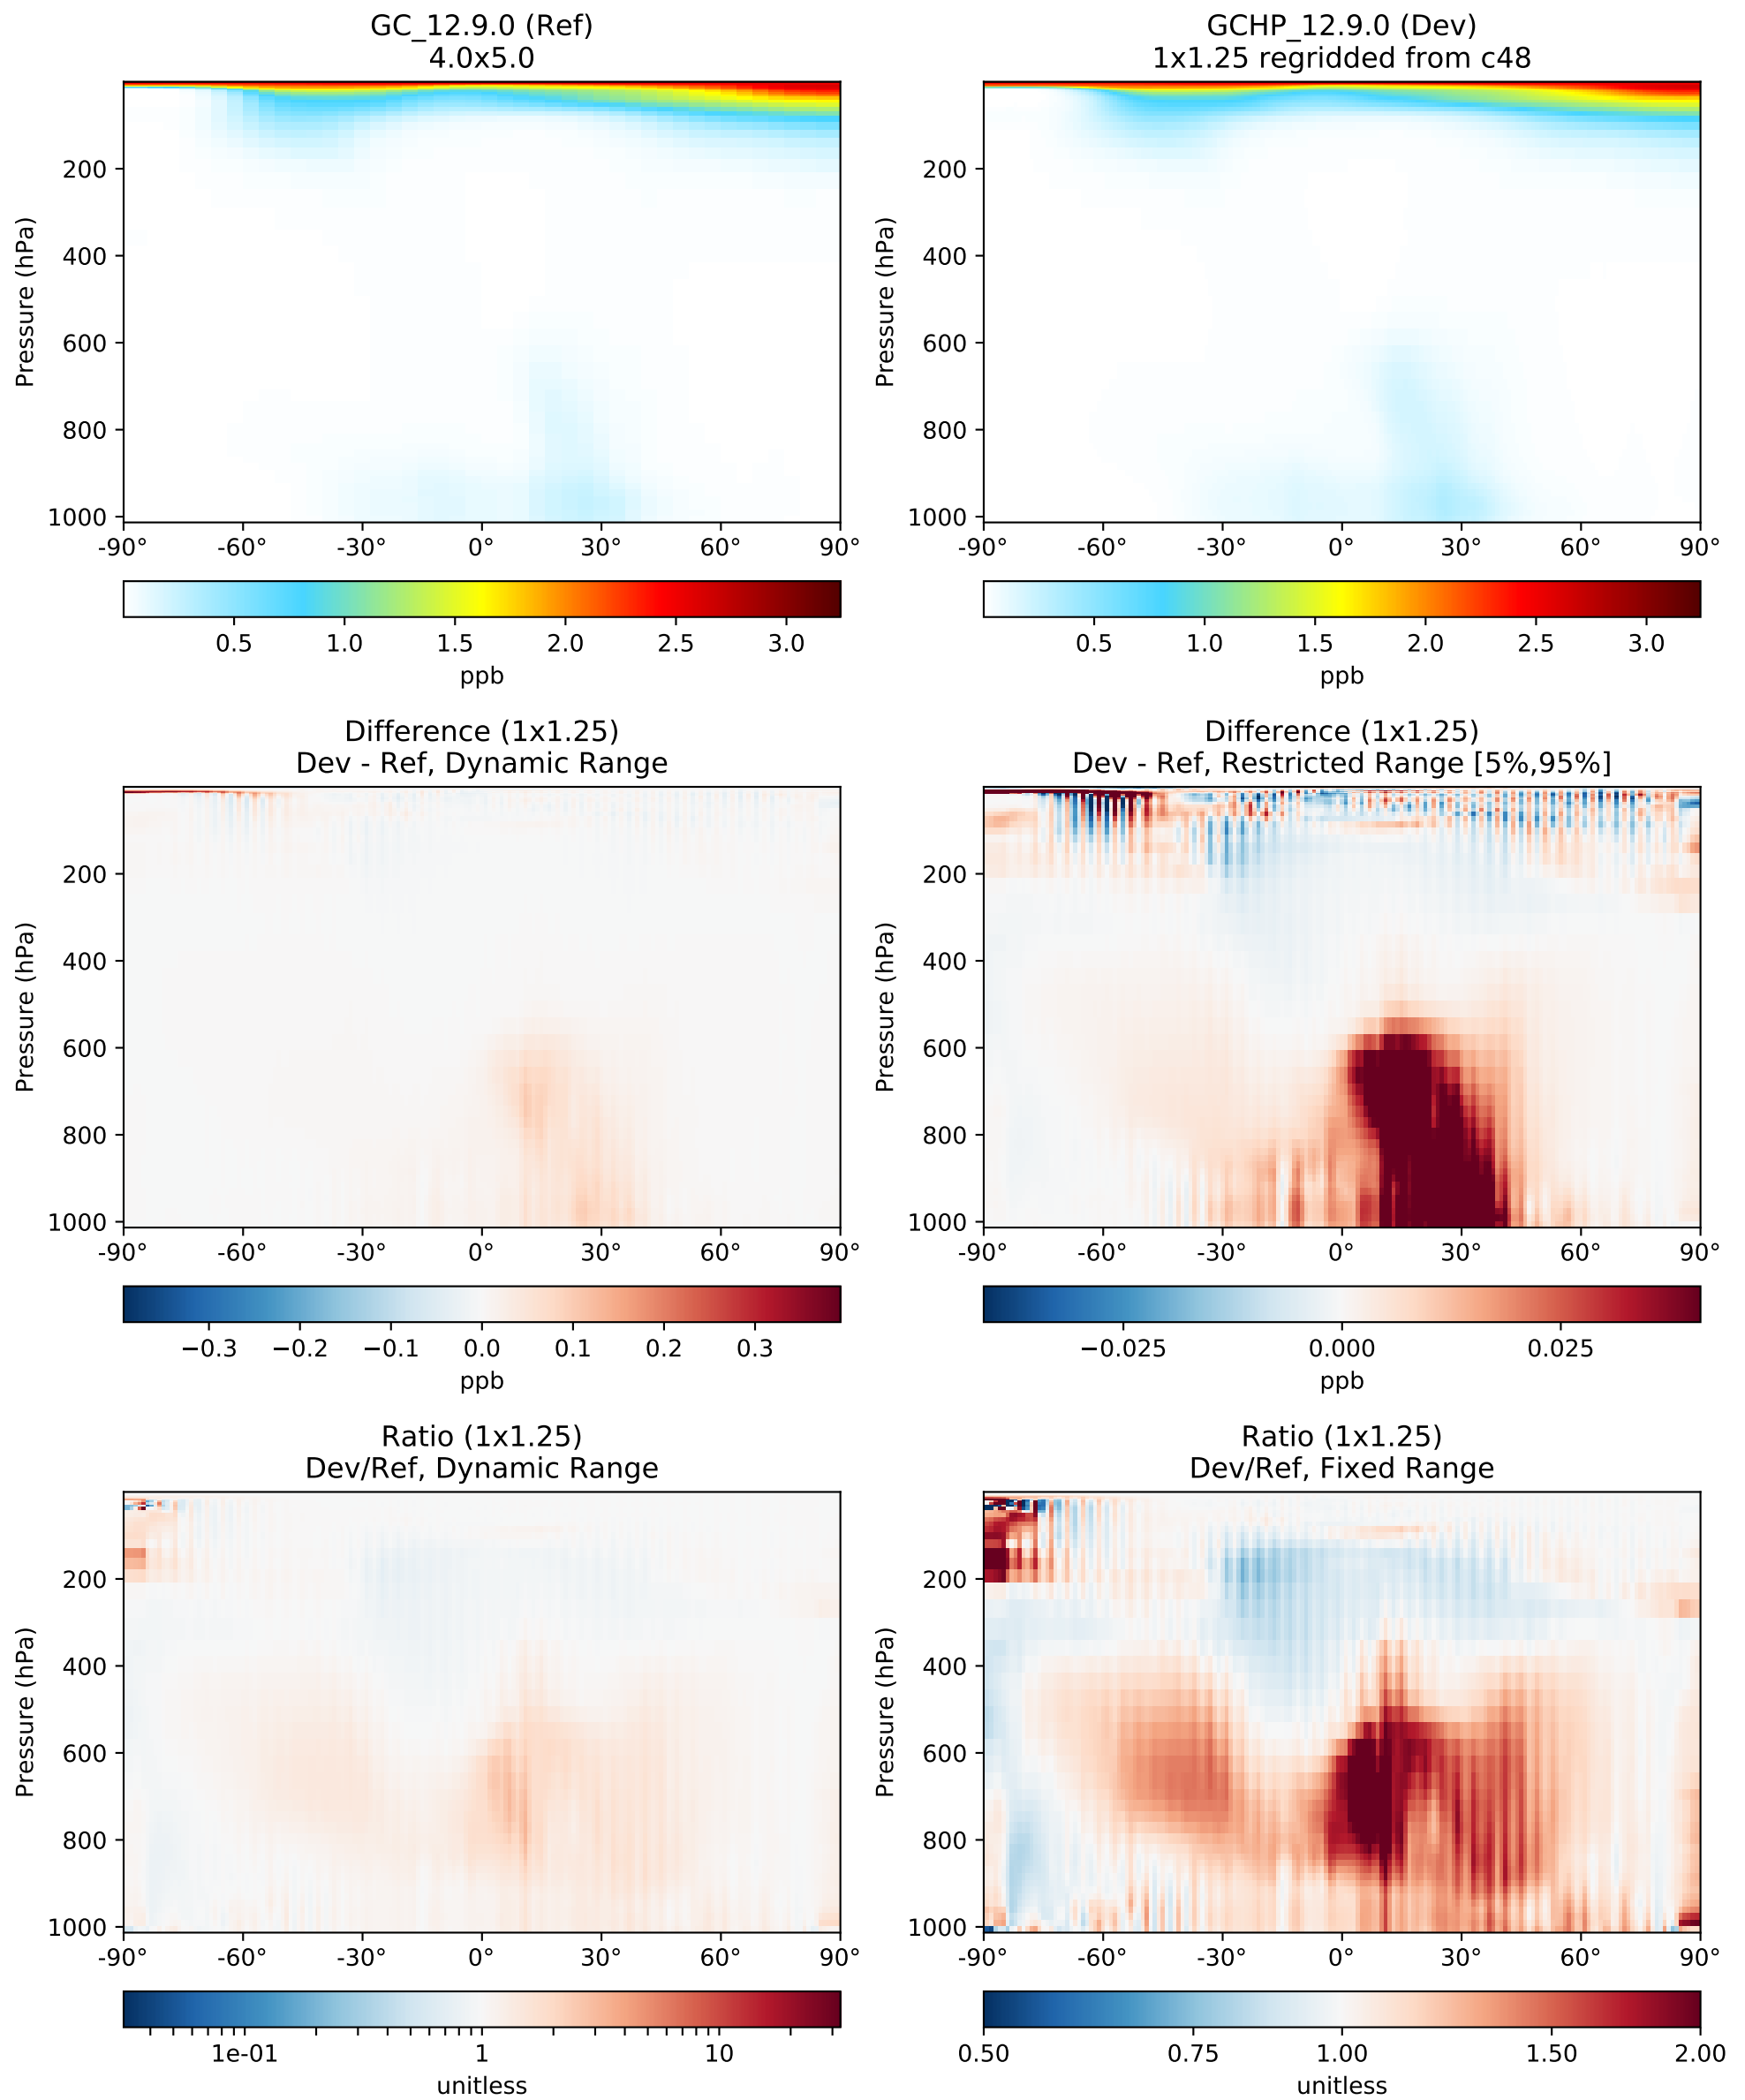 GC_12.9.0 (Ref)
4.0x5.0
Pressure (hPa)
200
400
600
800
1000
-90° -60° -30° 0° 30° 60° 90°
0.5 1.0 1.5 2.0 2.5 3.0
ppb
GCHP_12.9.0 (Dev)
1x1.25 regridded from c48
Pressure (hPa)
200
400
600
800
1000
-90° -60° -30° 0° 30° 60° 90°
0.5 1.0 1.5 2.0 2.5 3.0
ppb
Difference (1x1.25)
Dev - Ref, Dynamic Range
Pressure (hPa)
200
400
600
800
1000
-90° -60° -30° 0° 30° 60° 90°
−0.3 −0.2 −0.1 0.0 0.1 0.2 0.3
ppb
Difference (1x1.25)
Dev - Ref, Restricted Range [5%,95%]
Pressure (hPa)
200
400
600
800
1000
-90° -60° -30° 0° 30° 60° 90°
−0.025 0.000 0.025
ppb
Ratio (1x1.25)
Dev/Ref, Dynamic Range
Pressure (hPa)
200
400
600
800
1000
-90° -60° -30° 0° 30° 60° 90°
1e-01 1 10
unitless
Ratio (1x1.25)
Dev/Ref, Fixed Range
Pressure (hPa)
200
400
600
800
1000
-90° -60° -30° 0° 30° 60° 90°
0.50 0.75 1.00 1.50 2.00
unitless